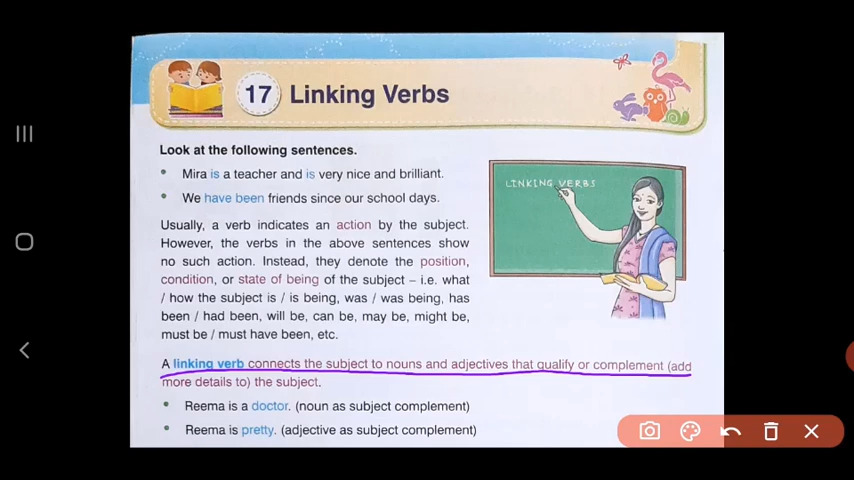 17 Linking Verbs
Look at the following sentences.
• Mira is a teacher and is very nice and brilliant.
• We have been friends since our school days.
LINKING VERBS
Usually, a verb indicates an action by the subject.
However, the verbs in the above sentences show
no such action. Instead, they denote the position,
condition, or state of being of the subject – i.e. what
/ how the subject is / is being, was / was being, has
been / had been, will be, can be, may be, might be,
must be / must have been, etc.
A linking verb connects the subject to nouns and adjectives that qualify or complement (add
more details to) the subject.
• Reema is a doctor. (noun as subject complement)
• Reema is pretty. (adjective as subject complement)